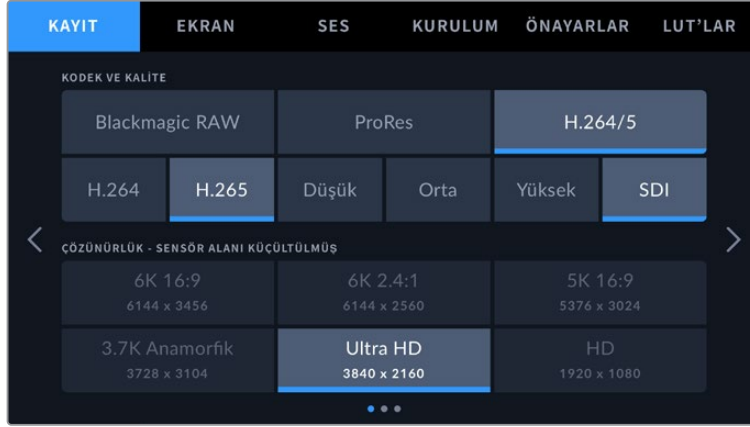 KAYIT EKRAN SES KURULUM ÖNAYARLAR LUT'LAR
KODEK VE KALİTE
Blackmagic RAW ProRes H.264/5
H.264 H.265 Düşük Orta Yüksek SDI
ÇÖZÜNÜRLÜK - SENSÖR ALANI KÜÇÜLTÜLMÜŞ
6K 16:9 6K 2.4:1 5K 16:9
6144 x 3456 6144 x 2560 5376 x 3024
3.7K Anamorfik Ultra HD HD
3728 x 3104 3840 x 2160 1920 x 1080